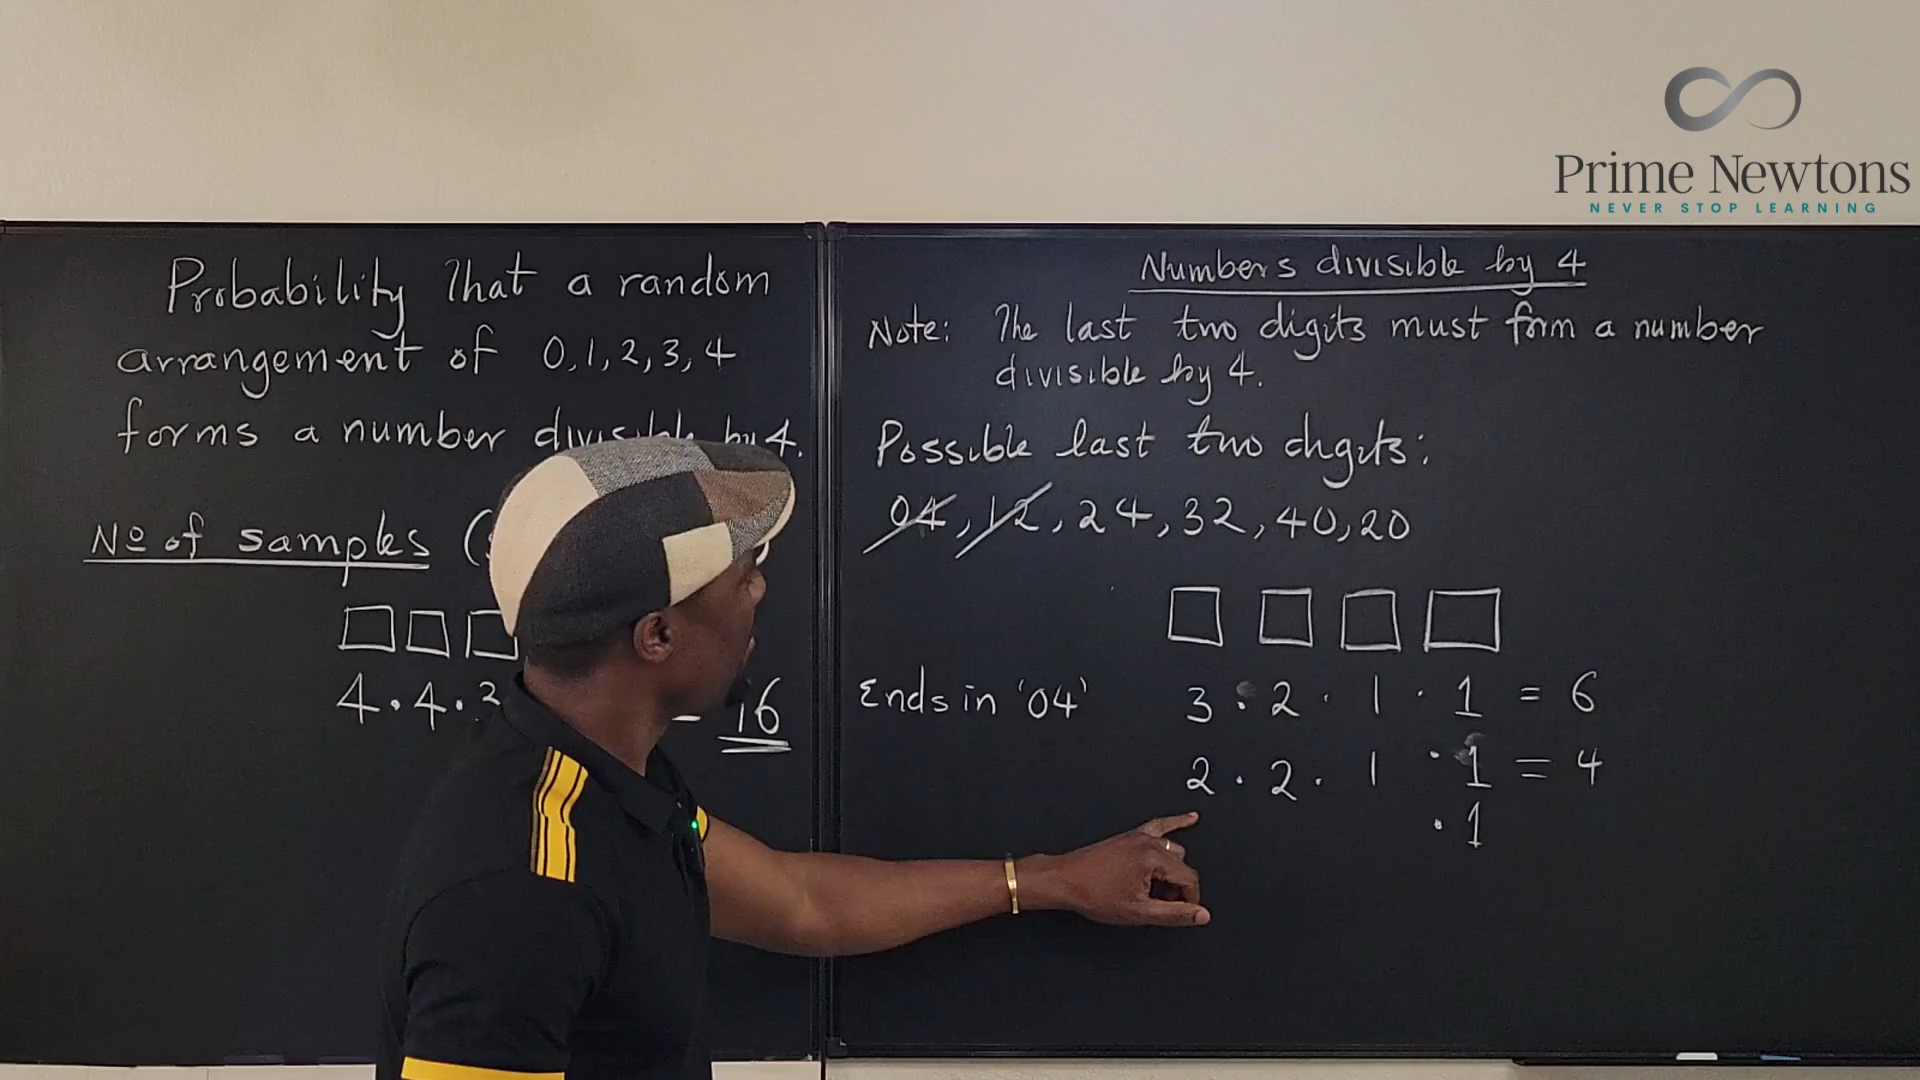 Prime Newtons
NEVER STOP LEARNING
Probability that a random
arrangement of 0, 1, 2, 3, 4
forms a number divisible by 4.
No of samples (
4 . 4 . 3
16
Numbers divisible by 4
Note: The last two digits must form a number
divisible by 4.
Possible last two digits:
04, 12, 24, 32, 40, 20
Ends in '04' 3 . 2 . 1 . 1 = 6
2 . 2 . 1 . 1 = 4
. 1